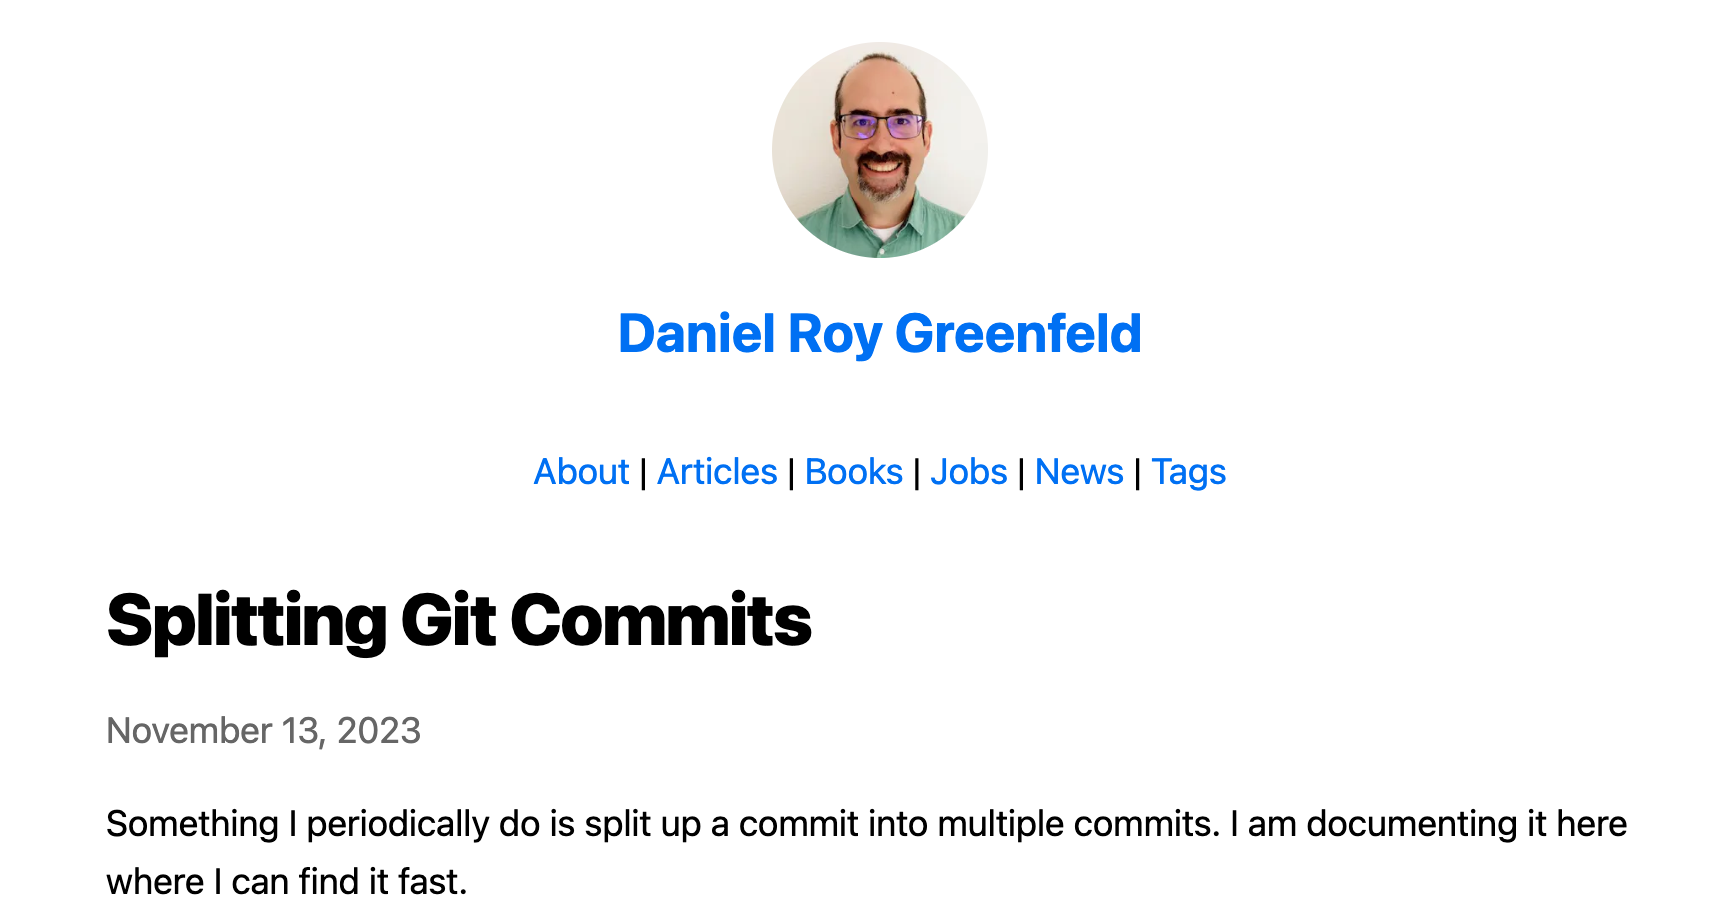 Daniel Roy Greenfeld
About | Articles | Books | Jobs | News | Tags
Splitting Git Commits
November 13, 2023
Something I periodically do is split up a commit into multiple commits. I am documenting it here
where I can find it fast.